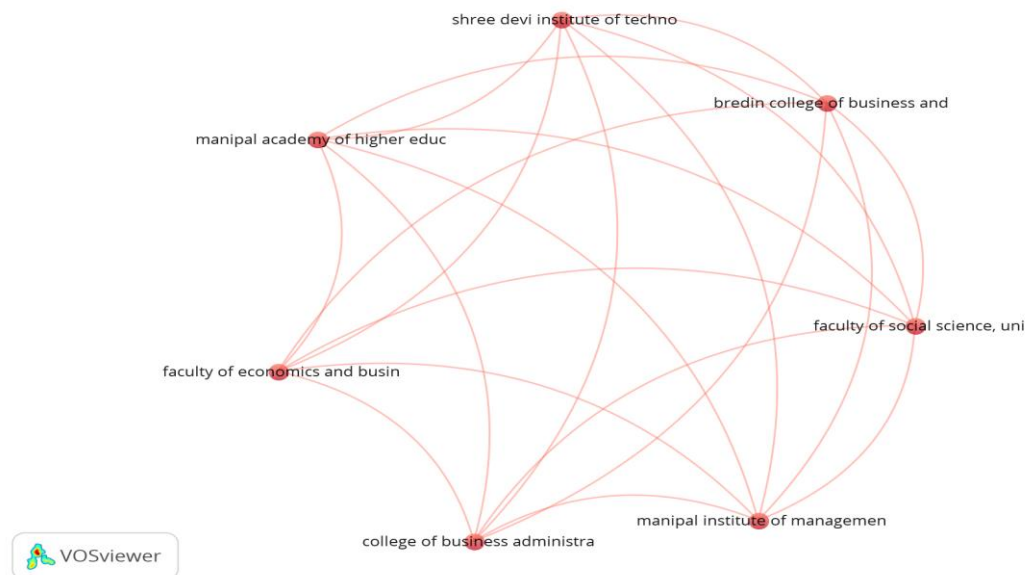 shree devi institute of techno
bredin college of business and
manipal academy of higher educ
faculty of social science, uni
faculty of economics and busin
manipal institute of managemen
college of business administra
VOSviewer